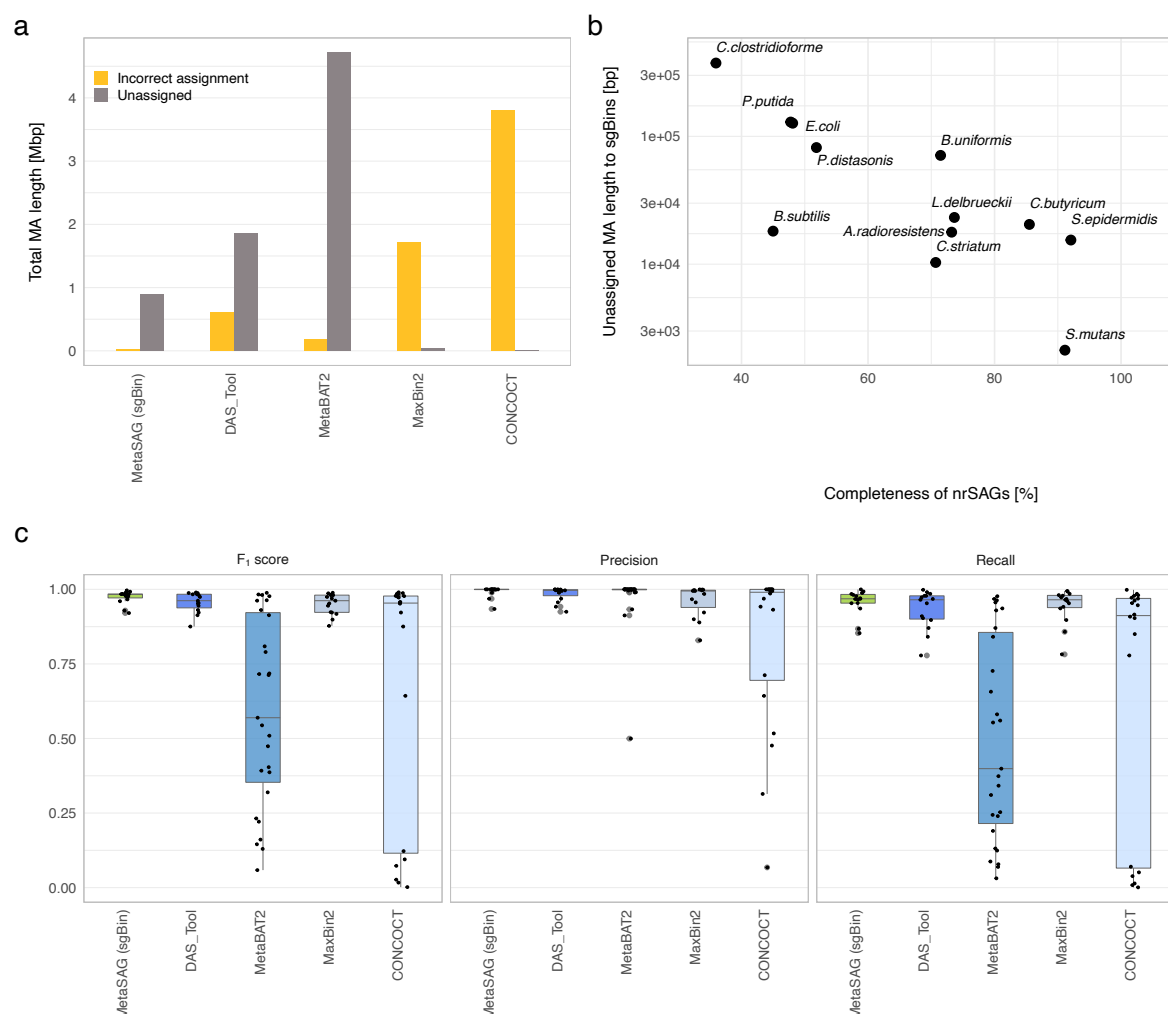 a
Total MA length [Mbp]
4
3
2
1
0
Incorrect assignment
Unassigned
MetaSAG (sgBin)
DAS_Tool
MetaBAT2
MaxBin2
CONCOCT
b
Unassigned MA length to sgBins [bp]
3e+05
1e+05
3e+04
1e+04
3e+03
C.clostridioforme
P.putida
E.coli
P.distasonis
B.uniformis
B.subtilis
L.delbrueckii
C.butyricum
A.radioresistens
S.epidermidis
C.striatum
S.mutans
40 60 80 100
Completeness of nrSAGs [%]
c
F1 score
Precision
Recall
1.00
0.75
0.50
0.25
0.00
MetaSAG (sgBin)
DAS_Tool
MetaBAT2
MaxBin2
CONCOCT
MetaSAG (sgBin)
DAS_Tool
MetaBAT2
MaxBin2
CONCOCT
MetaSAG (sgBin)
DAS_Tool
MetaBAT2
MaxBin2
CONCOCT